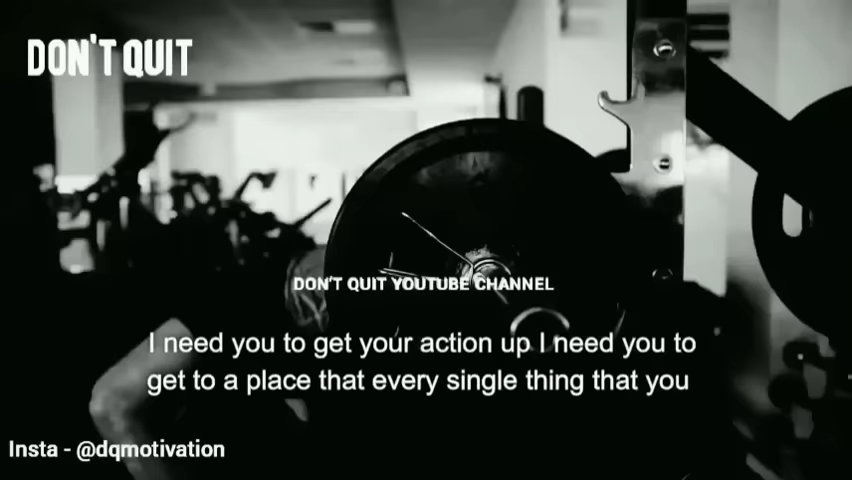 DON'T QUIT
DON'T QUIT YOUTUBE CHANNEL
I need you to get your action up I need you to
get to a place that every single thing that you
Insta - @dqmotivation